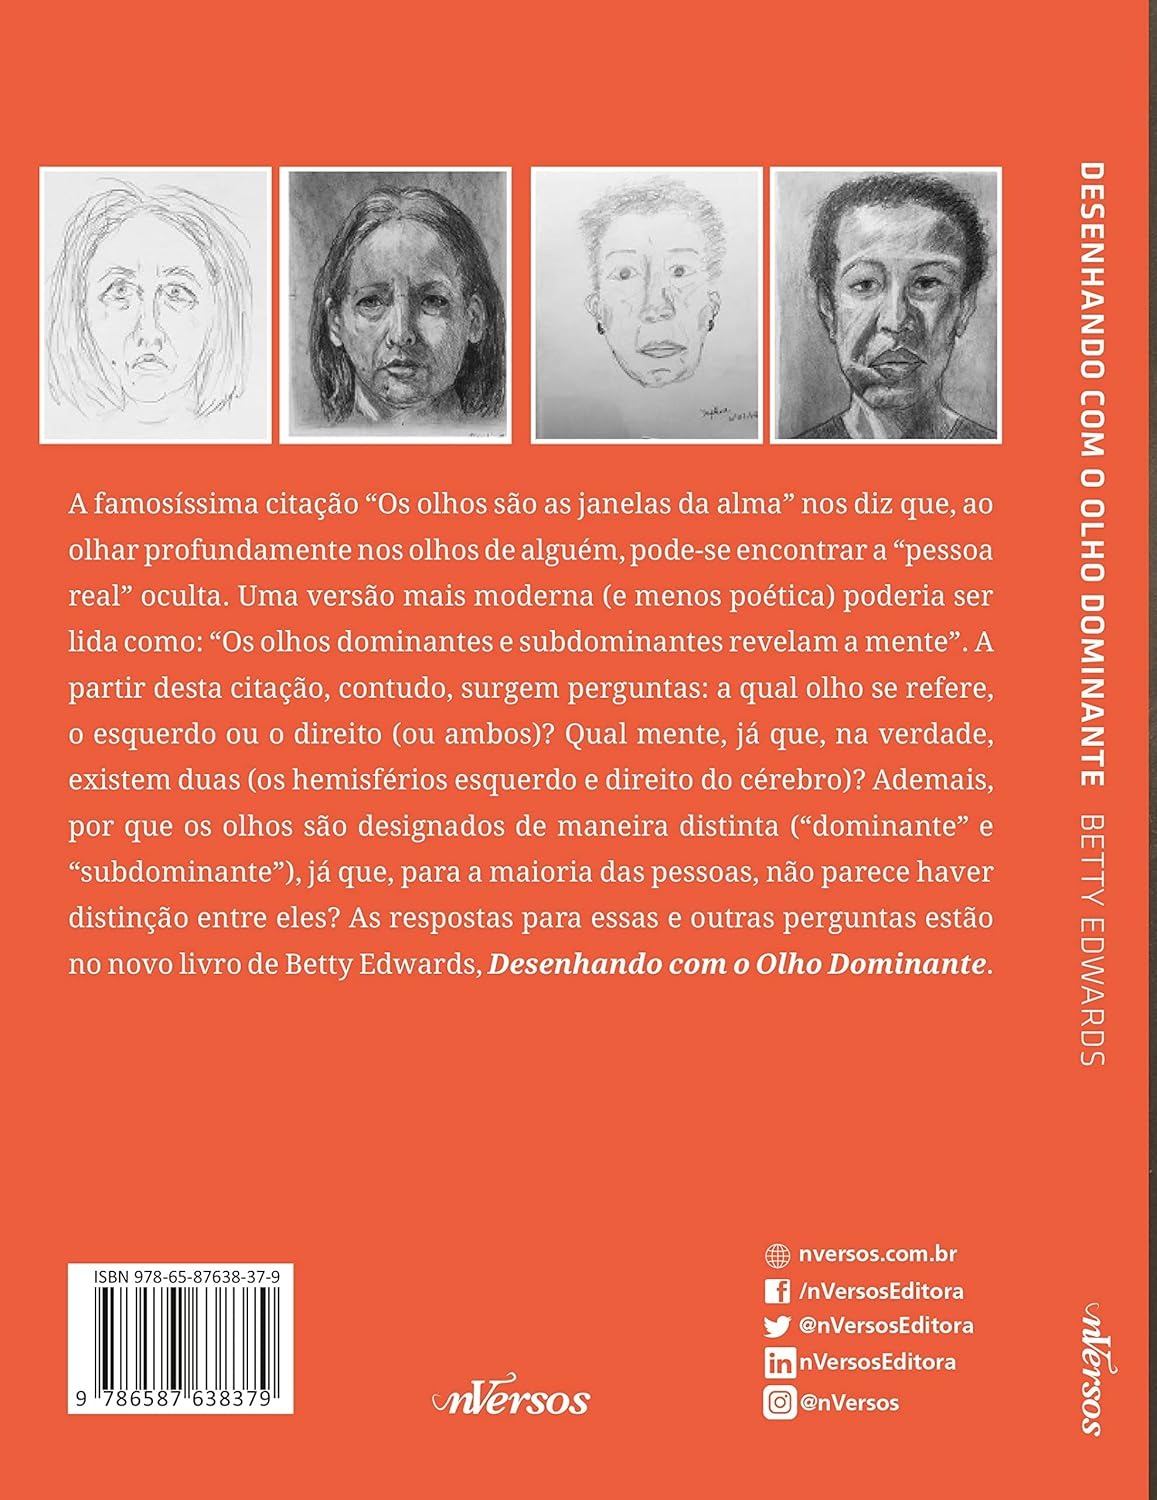 A famosíssima citação “Os olhos são as janelas da alma” nos diz que, ao
olhar profundamente nos olhos de alguém, pode-se encontrar a “pessoa
real” oculta. Uma versão mais moderna (e menos poética) poderia ser
lida como: “Os olhos dominantes e subdominantes revelam a mente”. A
partir desta citação, contudo, surgem perguntas: a qual olho se refere,
o esquerdo ou o direito (ou ambos)? Qual mente, já que, na verdade,
existem duas (os hemisférios esquerdo e direito do cérebro)? Ademais,
por que os olhos são designados de maneira distinta (“dominante” e
“subdominante”), já que, para a maioria das pessoas, não parece haver
distinção entre eles? As respostas para essas e outras perguntas estão
no novo livro de Betty Edwards, Desenhando com o Olho Dominante.
ISBN 978-65-87638-37-9
9 786587 638379
nVersos
nversos.com.br
/nVersosEditora
@nVersosEditora
nVersosEditora
@nVersos
DESENHANDO COM O OLHO DOMINANTE BETTY EDWARDS
nVersos